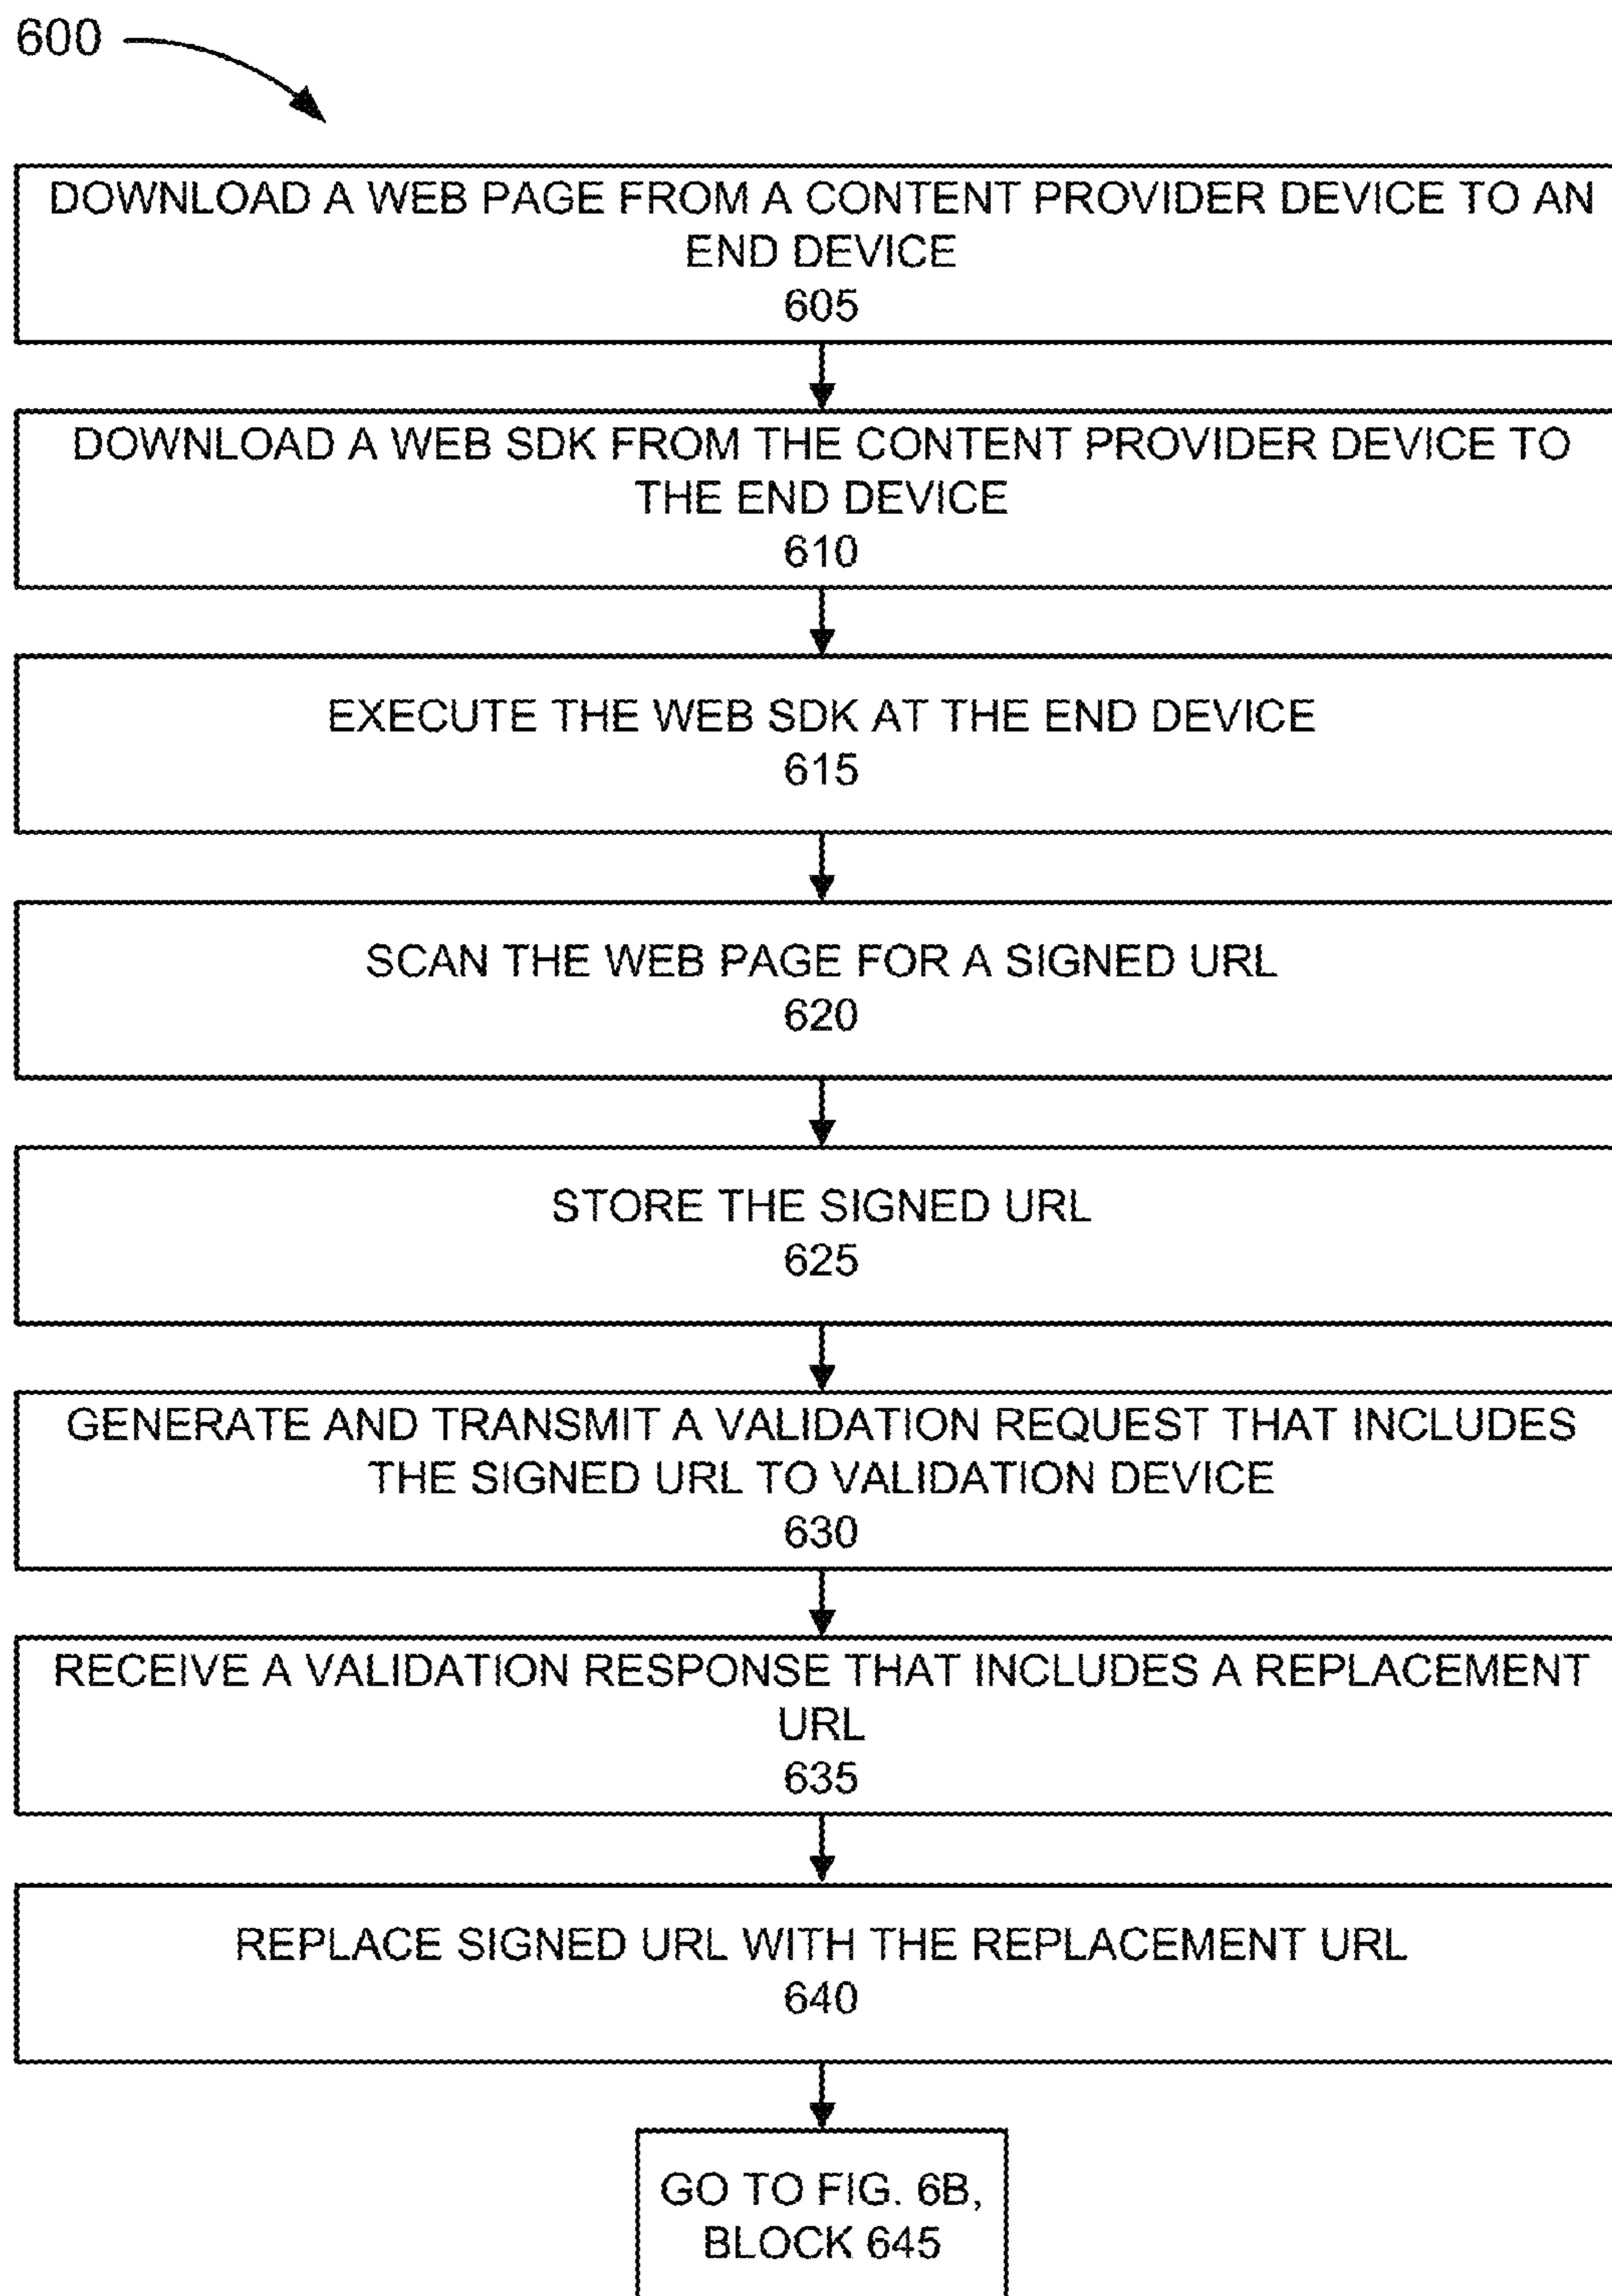 600
DOWNLOAD A WEB PAGE FROM A CONTENT PROVIDER DEVICE TO AN
END DEVICE
605
DOWNLOAD A WEB SDK FROM THE CONTENT PROVIDER DEVICE TO
THE END DEVICE
610
EXECUTE THE WEB SDK AT THE END DEVICE
615
SCAN THE WEB PAGE FOR A SIGNED URL
620
STORE THE SIGNED URL
625
GENERATE AND TRANSMIT A VALIDATION REQUEST THAT INCLUDES
THE SIGNED URL TO VALIDATION DEVICE
630
RECEIVE A VALIDATION RESPONSE THAT INCLUDES A REPLACEMENT
URL
635
REPLACE SIGNED URL WITH THE REPLACEMENT URL
640
GO TO FIG. 6B,
BLOCK 645